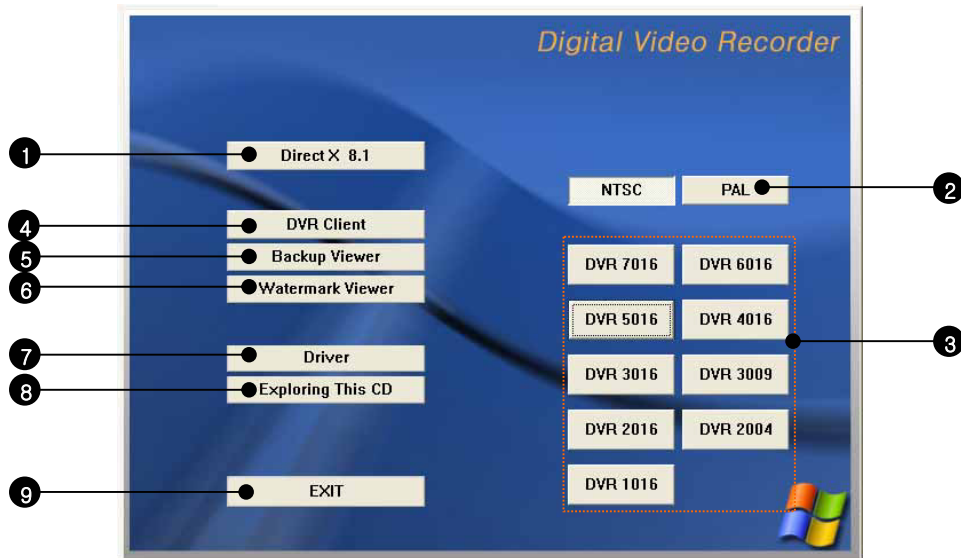 Digital Video Recorder
1
Direct X 8.1
NTSC
PAL
2
4
DVR Client
5
Backup Viewer
6
Watermark Viewer
DVR 7016
DVR 6016
DVR 5016
DVR 4016
3
7
Driver
8
Exploring This CD
DVR 3016
DVR 3009
DVR 2016
DVR 2004
9
EXIT
DVR 1016